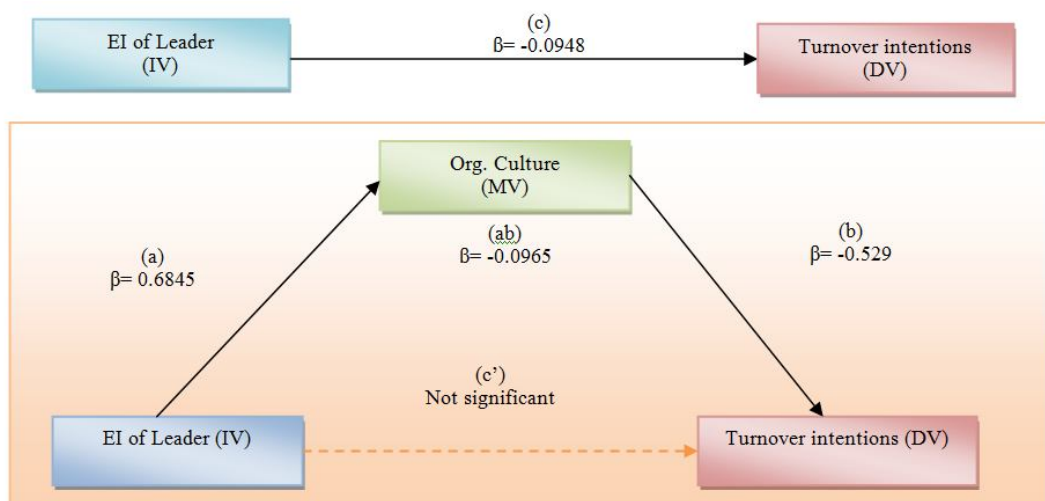 EI of Leader
(IV)
(c)
β= -0.0948
Turnover intentions
(DV)
Org. Culture
(MV)
(a)
β= 0.6845
(ab)
β= -0.0965
(b)
β= -0.529
(c’)
Not significant
EI of Leader (IV)
Turnover intentions (DV)